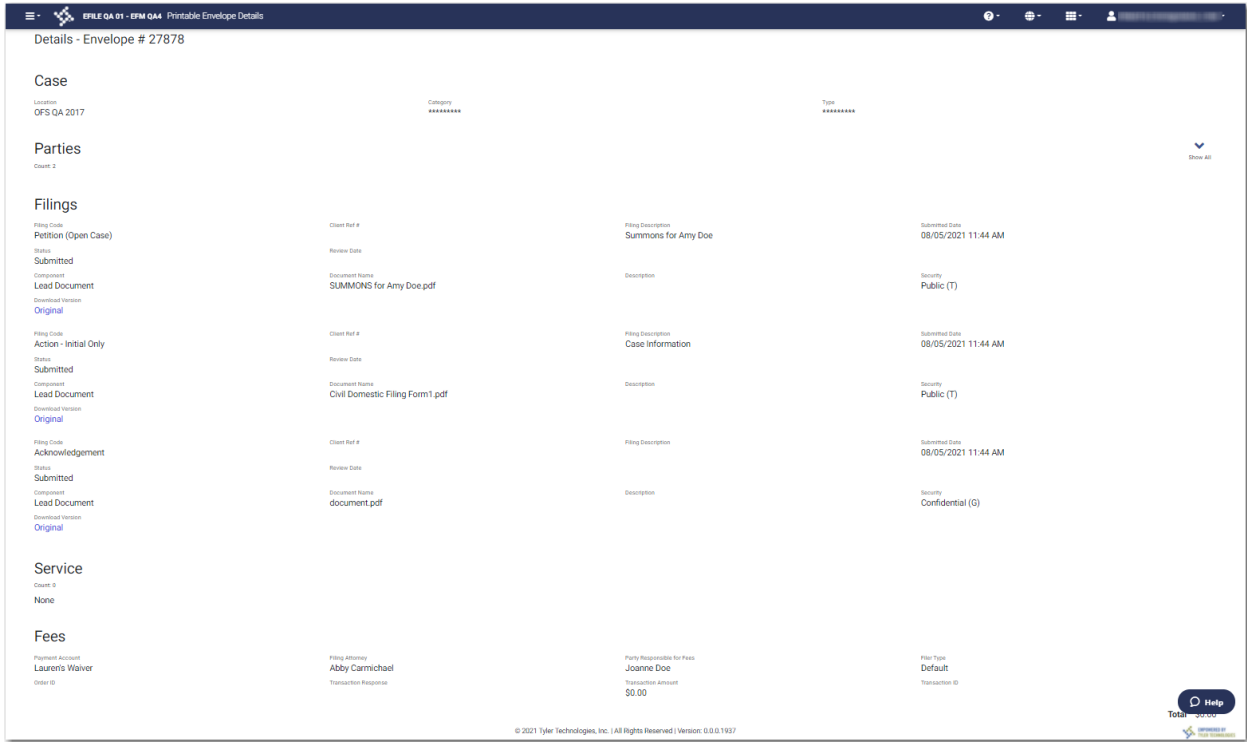 EFILE QA 01 - EFM QA4 Printable Envelope Details
Details - Envelope # 27878
Case
Location Category Type
OFS QA 2017 ********* *********
Parties
Count: 2
Show All
Filings
Filing Code Client Ref # Filing Description Submitted Date
Petition (Open Case) Summons for Amy Doe 08/05/2021 11:44 AM
Status Review Date
Submitted
Component Document Name Description Security
Lead Document SUMMONS for Amy Doe.pdf Public (T)
Download Version
Original
Filing Code Client Ref # Filing Description Submitted Date
Action - Initial Only Case Information 08/05/2021 11:44 AM
Status Review Date
Submitted
Component Document Name Description Security
Lead Document Civil Domestic Filing Form1.pdf Public (T)
Download Version
Original
Filing Code Client Ref # Filing Description Submitted Date
Acknowledgement 08/05/2021 11:44 AM
Status Review Date
Submitted
Component Document Name Description Security
Lead Document document.pdf Confidential (G)
Download Version
Original
Service
Count: 0
None
Fees
Payment Account Filing Attorney Party Responsible for Fees Filer Type
Lauren's Waiver Abby Carmichael Joanne Doe Default
Order ID Transaction Response Transaction Amount Transaction ID
$0.00
Help
Total $0.00
© 2021 Tyler Technologies, Inc. | All Rights Reserved | Version: 0.0.0.1937
EMPOWERED BY
TYLER TECHNOLOGIES